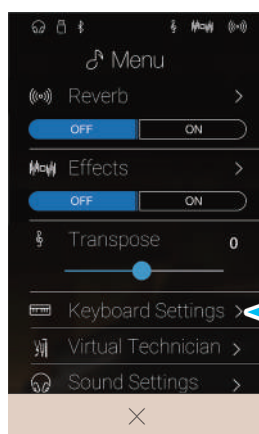 Menu
Reverb
OFF ON
Effects
OFF ON
Transpose 0
Keyboard Settings
Virtual Technician
Sound Settings